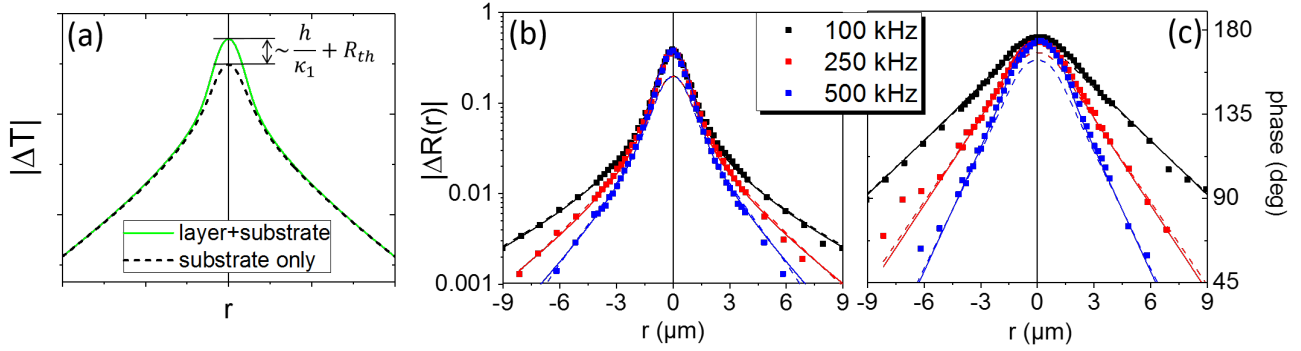 (a)
~ h/κ₁ + R_th
|ΔT|
layer+substrate
substrate only
r
(b)
1
0.1
0.01
0.001
|ΔR(r)|
-9 -6 -3 0 3 6 9
r (μm)
100 kHz
250 kHz
500 kHz
(c)
180
135
90
45
phase (deg)
-9 -6 -3 0 3 6 9
r (μm)